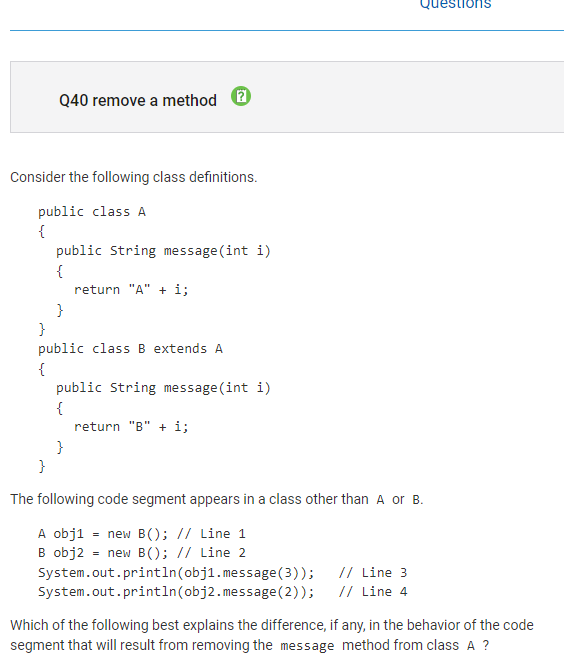 Questions
Q40 remove a method
Consider the following class definitions.
public class A
{
  public String message(int i)
  {
    return "A" + i;
  }
}
public class B extends A
{
  public String message(int i)
  {
    return "B" + i;
  }
}
The following code segment appears in a class other than A or B.
A obj1 = new B(); // Line 1
B obj2 = new B(); // Line 2
System.out.println(obj1.message(3));   // Line 3
System.out.println(obj2.message(2));   // Line 4
Which of the following best explains the difference, if any, in the behavior of the code
segment that will result from removing the message method from class A ?